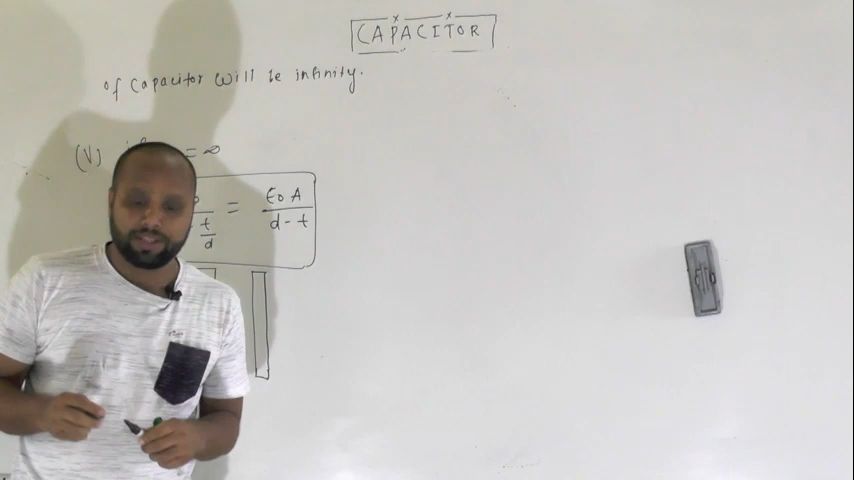 CAPACITOR
of capacitor will be infinity.
(V) = ∞
t/d = ε0 A / d - t